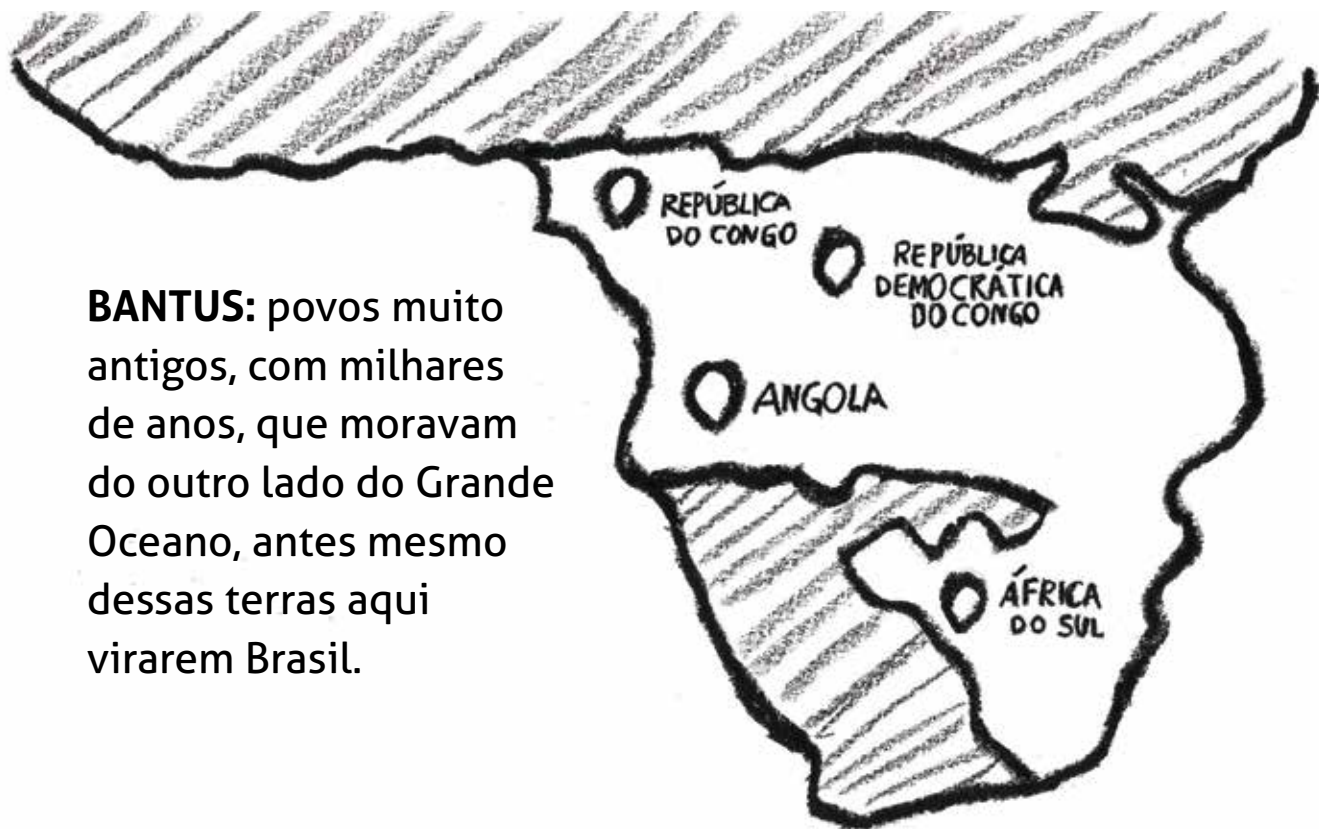 REPÚBLICA
DO CONGO
REPÚBLICA
DEMOCRÁTICA
DO CONGO
BANTUS: povos muito
antigos, com milhares
de anos, que moravam
do outro lado do Grande
Oceano, antes mesmo
dessas terras aqui
virarem Brasil.
ANGOLA
ÁFRICA
DO SUL